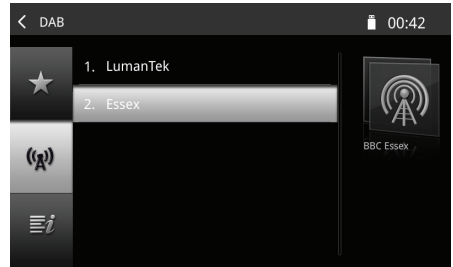 DAB
00:42
1. LumanTek
2. Essex
BBC Essex